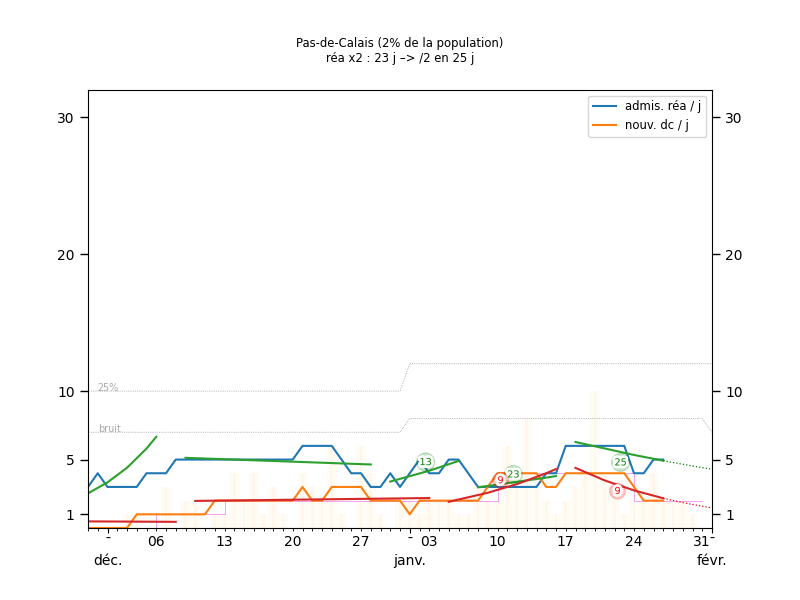 Pas-de-Calais (2% de la population)
réa x2 : 23 j –> /2 en 25 j
admis. réa / j
nouv. dc / j
30 30
20 20
25%
10 10
bruit
13
25
5 5
23
9
9
1 1
- 06 13 20 27 - 03 10 17 24 31 -
déc. janv. févr.